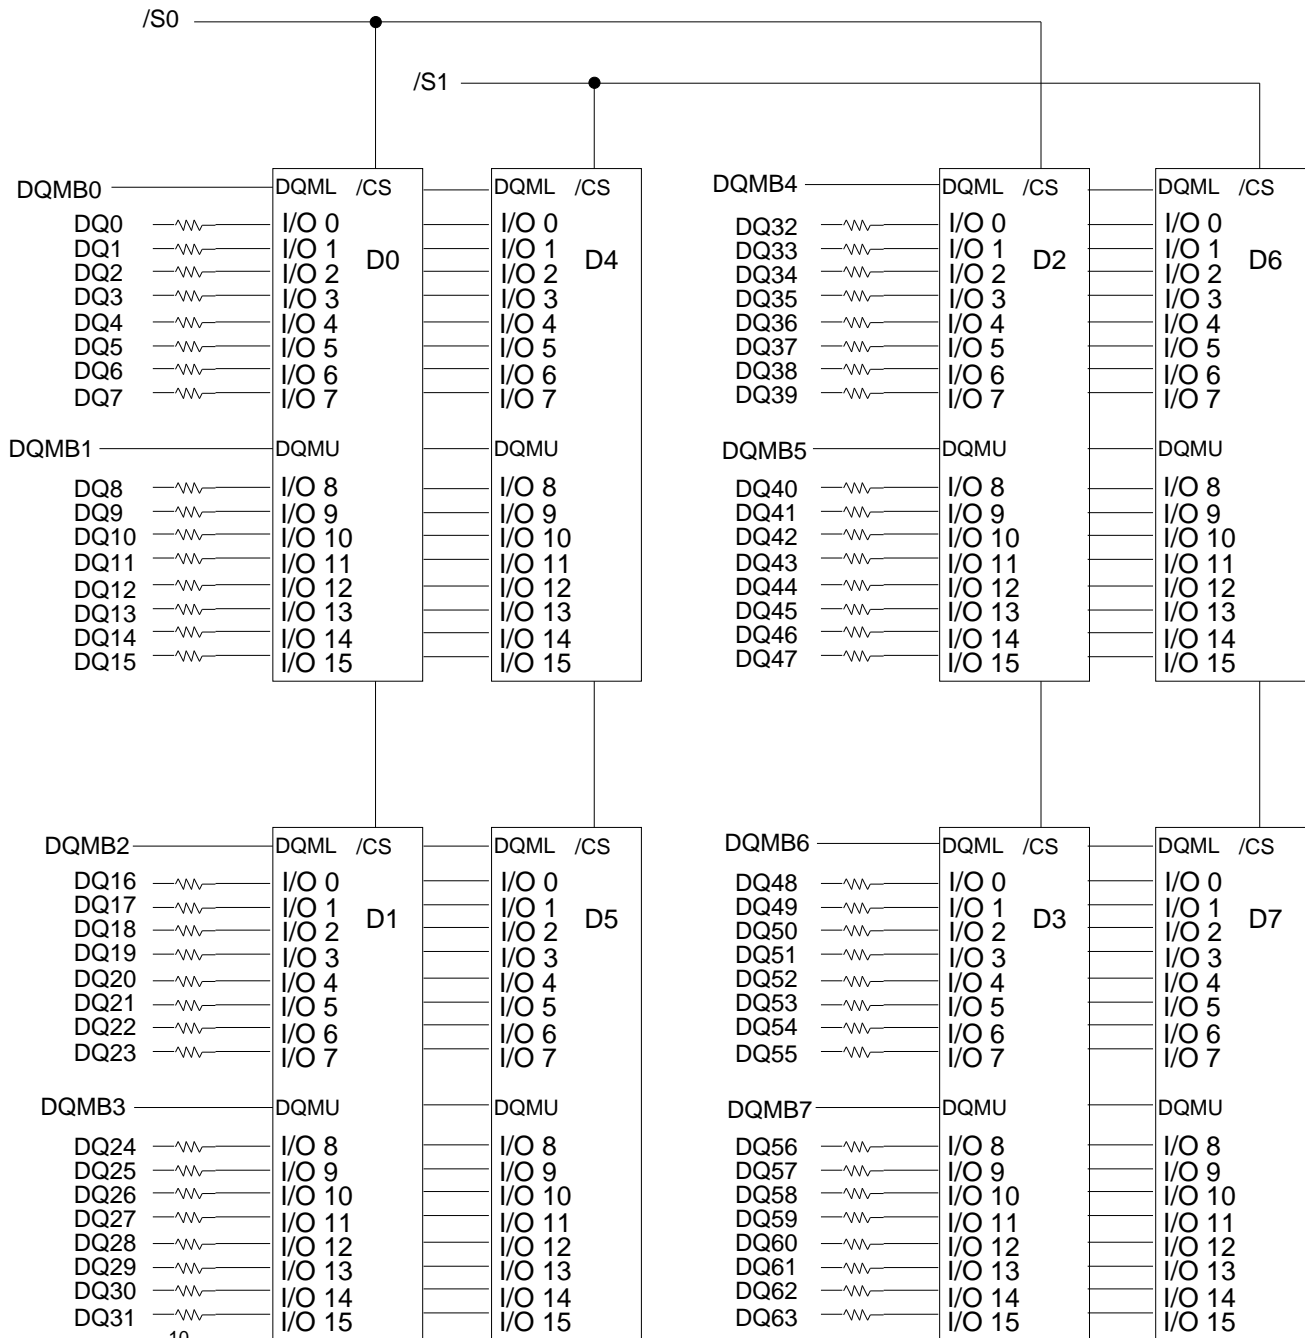 /S0
/S1
DQMB0 DQML /CS DQML /CS DQMB4 DQML /CS DQML /CS
DQ0 I/O 0 I/O 0 DQ32 I/O 0 I/O 0
DQ1 I/O 1 D0 I/O 1 D4 DQ33 I/O 1 D2 I/O 1 D6
DQ2 I/O 2 I/O 2 DQ34 I/O 2 I/O 2
DQ3 I/O 3 I/O 3 DQ35 I/O 3 I/O 3
DQ4 I/O 4 I/O 4 DQ36 I/O 4 I/O 4
DQ5 I/O 5 I/O 5 DQ37 I/O 5 I/O 5
DQ6 I/O 6 I/O 6 DQ38 I/O 6 I/O 6
DQ7 I/O 7 I/O 7 DQ39 I/O 7 I/O 7
DQMB1 DQMU DQMU DQMB5 DQMU DQMU
DQ8 I/O 8 I/O 8 DQ40 I/O 8 I/O 8
DQ9 I/O 9 I/O 9 DQ41 I/O 9 I/O 9
DQ10 I/O 10 I/O 10 DQ42 I/O 10 I/O 10
DQ11 I/O 11 I/O 11 DQ43 I/O 11 I/O 11
DQ12 I/O 12 I/O 12 DQ44 I/O 12 I/O 12
DQ13 I/O 13 I/O 13 DQ45 I/O 13 I/O 13
DQ14 I/O 14 I/O 14 DQ46 I/O 14 I/O 14
DQ15 I/O 15 I/O 15 DQ47 I/O 15 I/O 15
DQMB2 DQML /CS DQML /CS DQMB6 DQML /CS DQML /CS
DQ16 I/O 0 I/O 0 DQ48 I/O 0 I/O 0
DQ17 I/O 1 D1 I/O 1 D5 DQ49 I/O 1 D3 I/O 1 D7
DQ18 I/O 2 I/O 2 DQ50 I/O 2 I/O 2
DQ19 I/O 3 I/O 3 DQ51 I/O 3 I/O 3
DQ20 I/O 4 I/O 4 DQ52 I/O 4 I/O 4
DQ21 I/O 5 I/O 5 DQ53 I/O 5 I/O 5
DQ22 I/O 6 I/O 6 DQ54 I/O 6 I/O 6
DQ23 I/O 7 I/O 7 DQ55 I/O 7 I/O 7
DQMB3 DQMU DQMU DQMB7 DQMU DQMU
DQ24 I/O 8 I/O 8 DQ56 I/O 8 I/O 8
DQ25 I/O 9 I/O 9 DQ57 I/O 9 I/O 9
DQ26 I/O 10 I/O 10 DQ58 I/O 10 I/O 10
DQ27 I/O 11 I/O 11 DQ59 I/O 11 I/O 11
DQ28 I/O 12 I/O 12 DQ60 I/O 12 I/O 12
DQ29 I/O 13 I/O 13 DQ61 I/O 13 I/O 13
DQ30 I/O 14 I/O 14 DQ62 I/O 14 I/O 14
DQ31 I/O 15 I/O 15 DQ63 I/O 15 I/O 15
10